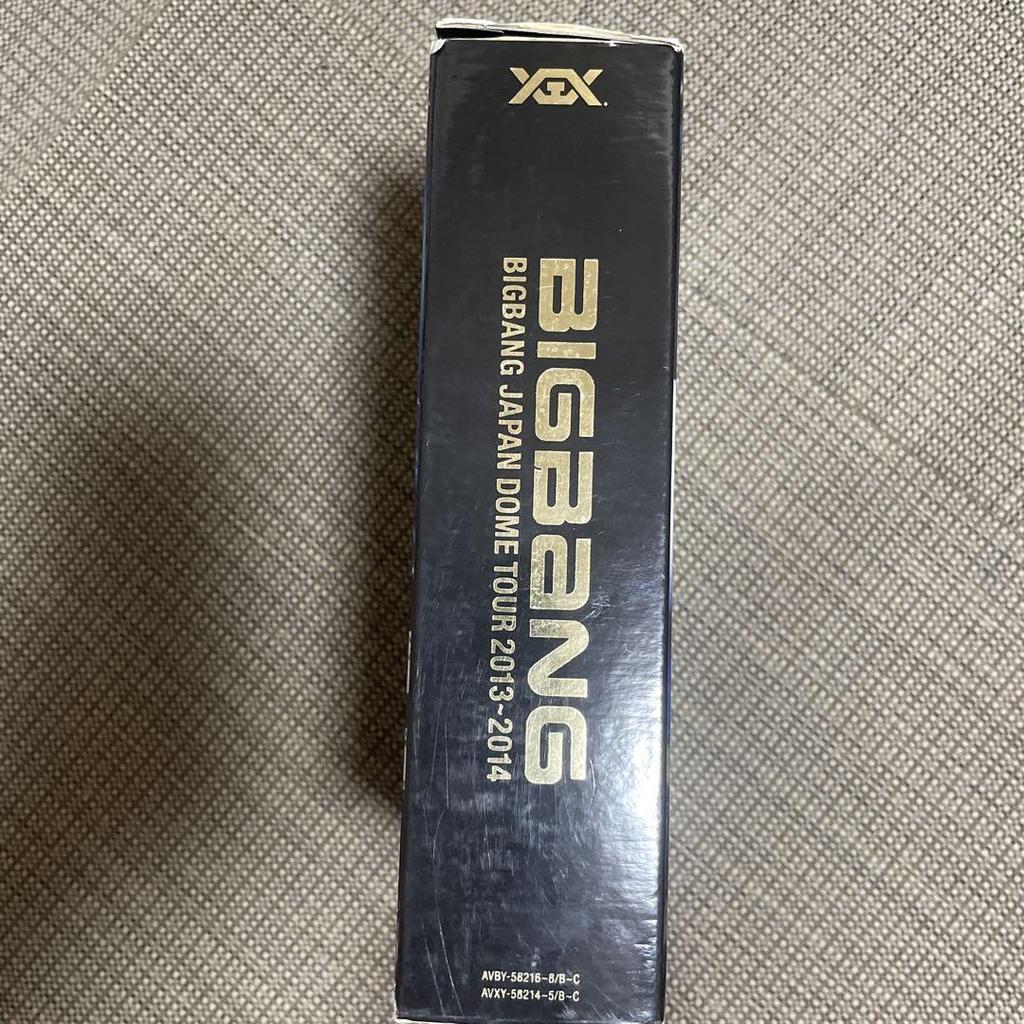 YGEX
BIGBANG
BIGBANG JAPAN DOME TOUR 2013~2014
AVBY-58216~8/B~C
AVXY-58214~5/B~C